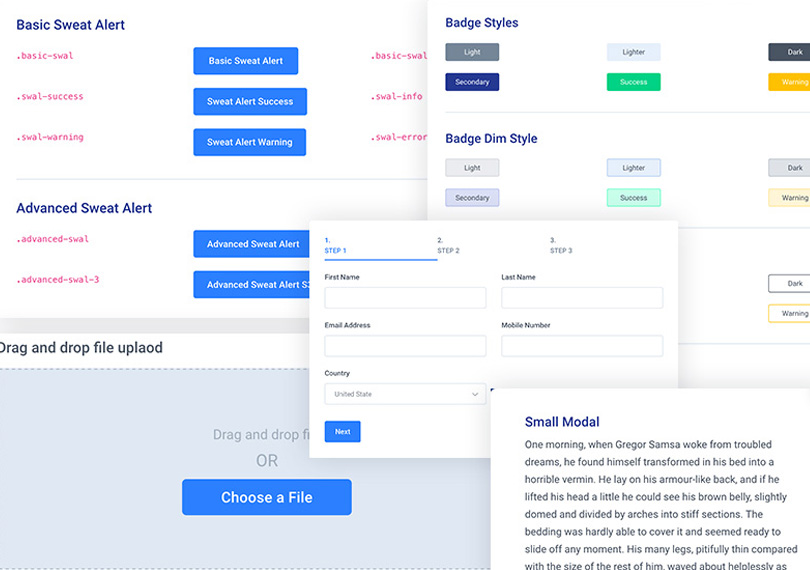 Basic Sweat Alert
.basic-swal
Basic Sweat Alert
.basic-swal
.swal-success
Sweat Alert Success
.swal-info
.swal-warning
Sweat Alert Warning
.swal-error
Advanced Sweat Alert
.advanced-swal
Advanced Sweat Alert
.advanced-swal-3
Advanced Sweat Alert S3
Badge Styles
Light
Lighter
Dark
Secondary
Success
Warning
Badge Dim Style
Light
Lighter
Dark
Secondary
Success
Warning
Dark
Warning
1.
STEP 1
2.
STEP 2
3.
STEP 3
First Name
Last Name
Email Address
Mobile Number
Country
United State
Next
Drag and drop file uplaod
Drag and drop fi
OR
Choose a File
Small Modal
One morning, when Gregor Samsa woke from troubled
dreams, he found himself transformed in his bed into a
horrible vermin. He lay on his armour-like back, and if he
lifted his head a little he could see his brown belly, slightly
domed and divided by arches into stiff sections. The
bedding was hardly able to cover it and seemed ready to
slide off any moment. His many legs, pitifully thin compared
with the size of the rest of him, waved about helplessly as